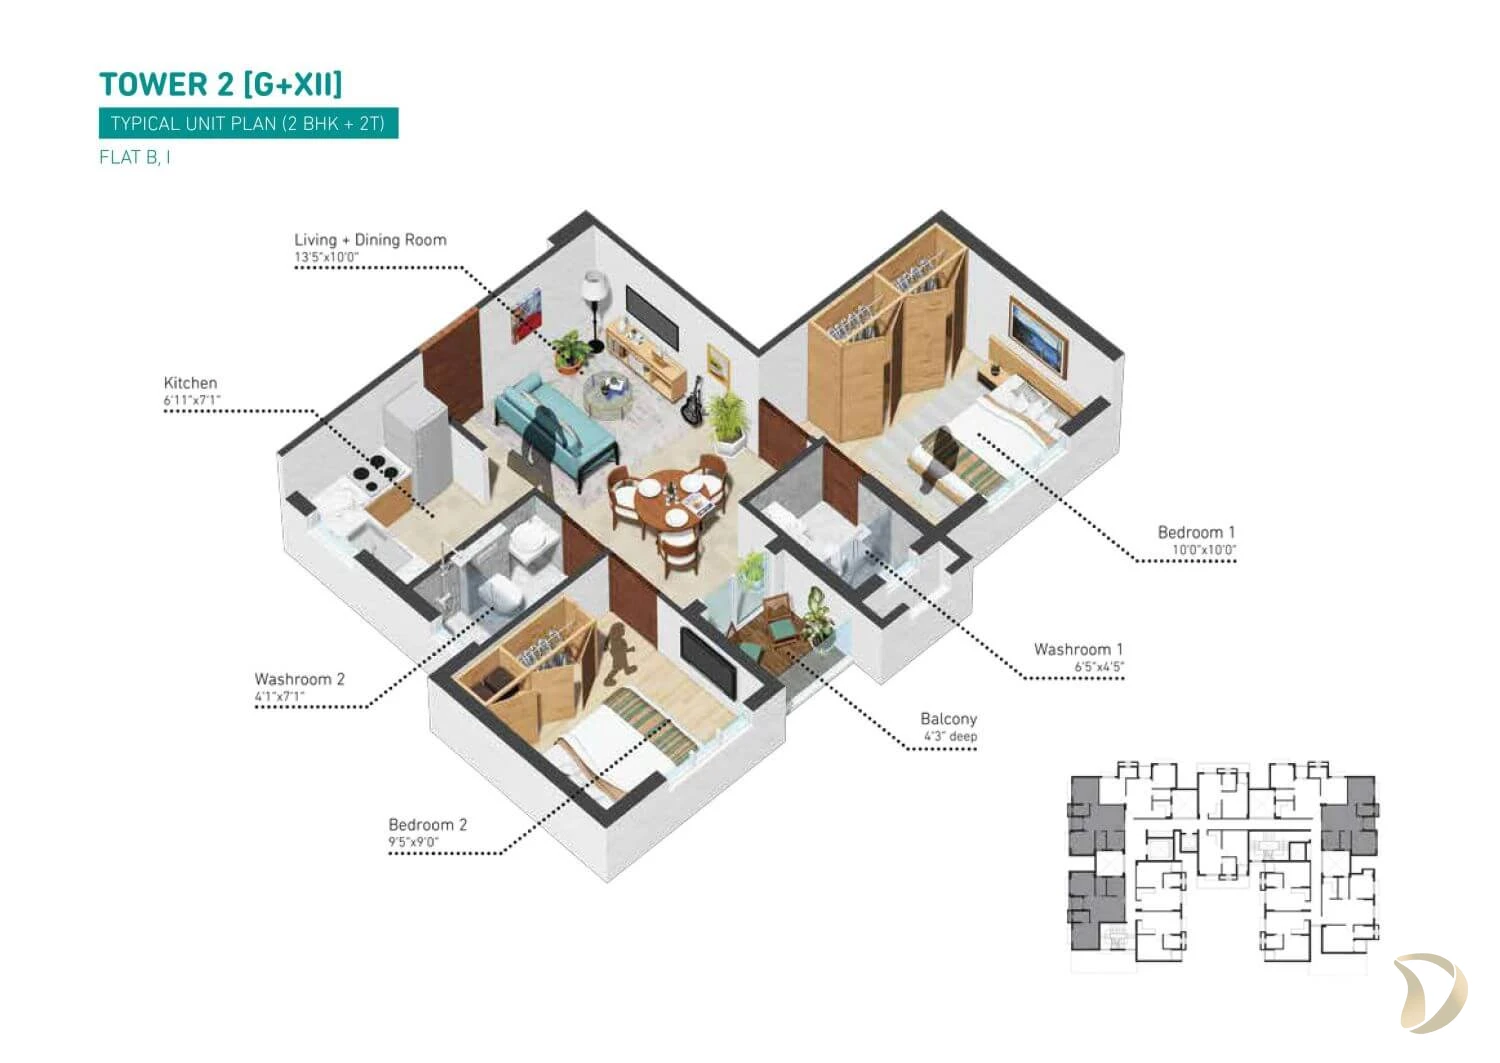 TOWER 2 [G+XII]
TYPICAL UNIT PLAN (2 BHK + 2T)
FLAT B, I
Living + Dining Room
13'5"x10'0"
Kitchen
6'11"x7'1"
Bedroom 1
10'0"x10'0"
Washroom 1
6'5"x4'5"
Washroom 2
4'1"x7'1"
Balcony
4'3" deep
Bedroom 2
9'5"x9'0"